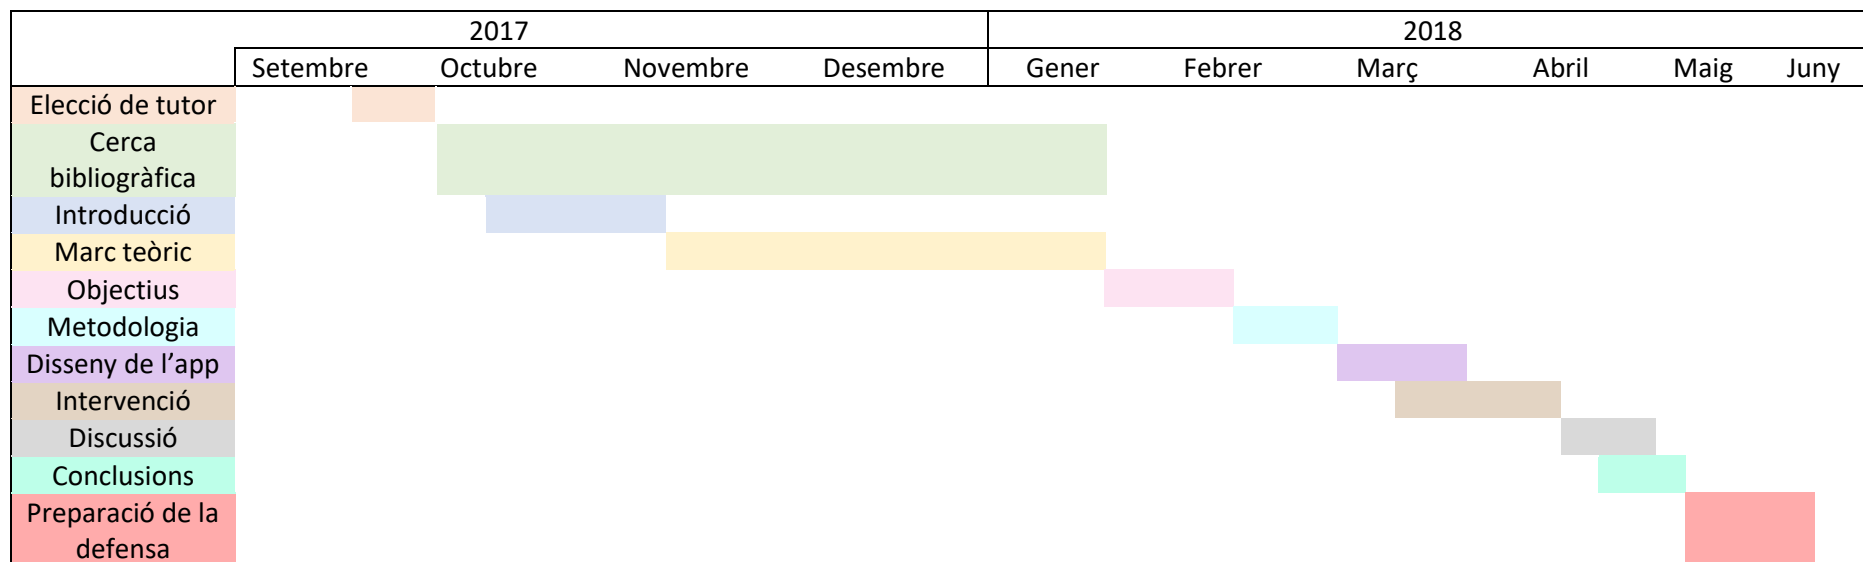 2017 2018
Setembre Octubre Novembre Desembre Gener Febrer Març Abril Maig Juny
Elecció de tutor
Cerca
bibliogràfica
Introducció
Marc teòric
Objectius
Metodologia
Disseny de l’app
Intervenció
Discussió
Conclusions
Preparació de la
defensa